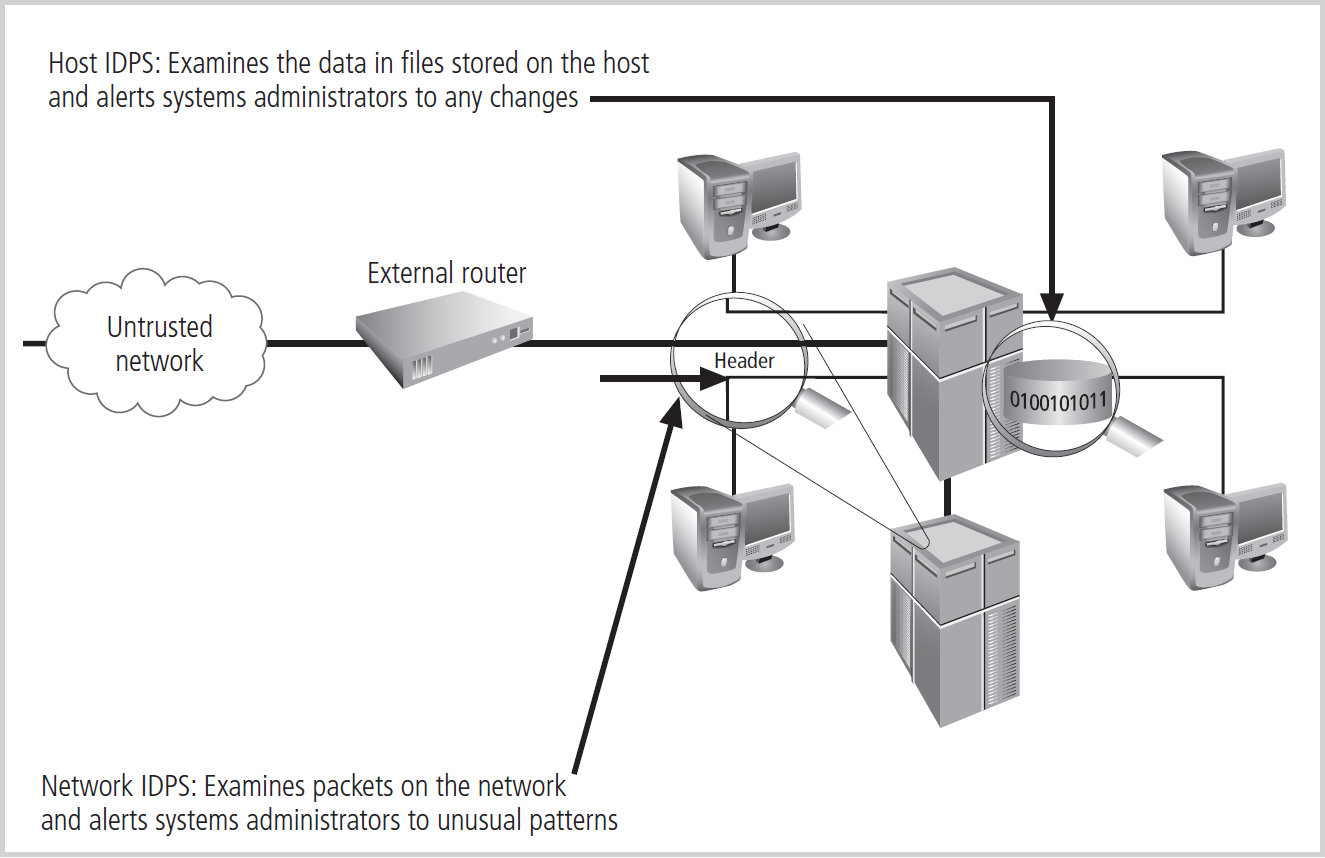 Host IDPS: Examines the data in files stored on the host
and alerts systems administrators to any changes
External router
Untrusted
network
Header
0100101011
Network IDPS: Examines packets on the network
and alerts systems administrators to unusual patterns